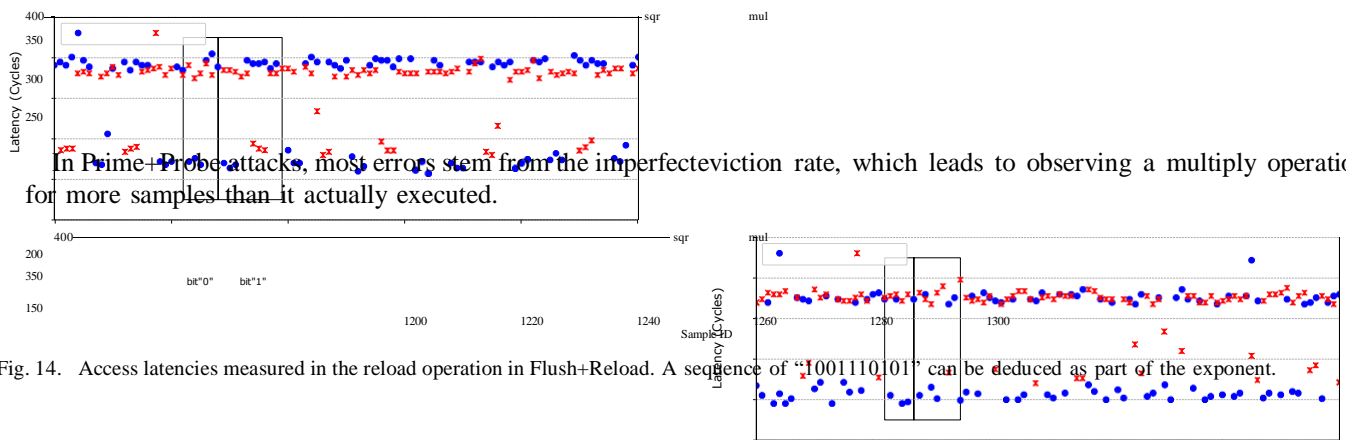 400
sqr
mul
350
300
250
Latency (Cycles)
In Prime+Probe attacks, most errors stem from the imperfecteviction rate, which leads to observing a multiply operatio
for more samples than it actually executed.
400
sqr
mul
200
350
bit"0" bit"1"
150
1200 1220 1240 1260 1280 1300
Sample ID
Latency (Cycles)
Fig. 14. Access latencies measured in the reload operation in Flush+Reload. A sequence of “1001110101” can be deduced as part of the exponent.